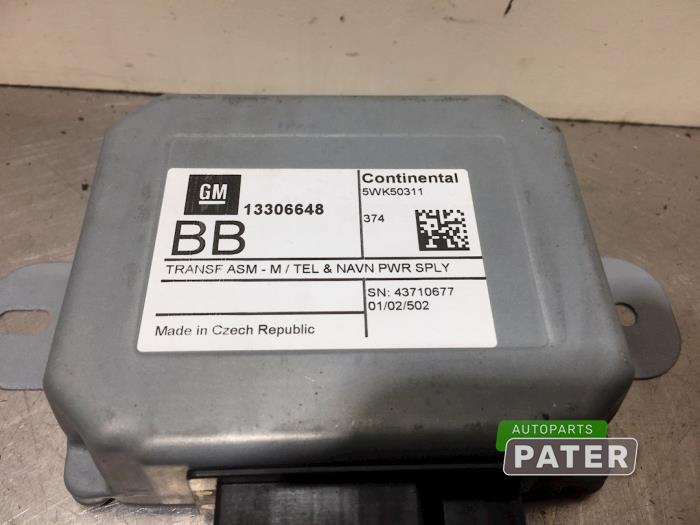 GM
13306648
BB
Continental
5WK50311
374
TRANSF ASM - M / TEL & NAVN PWR SPLY
SN: 43710677
01/02/502
Made in Czech Republic
AUTOPARTS
PATER